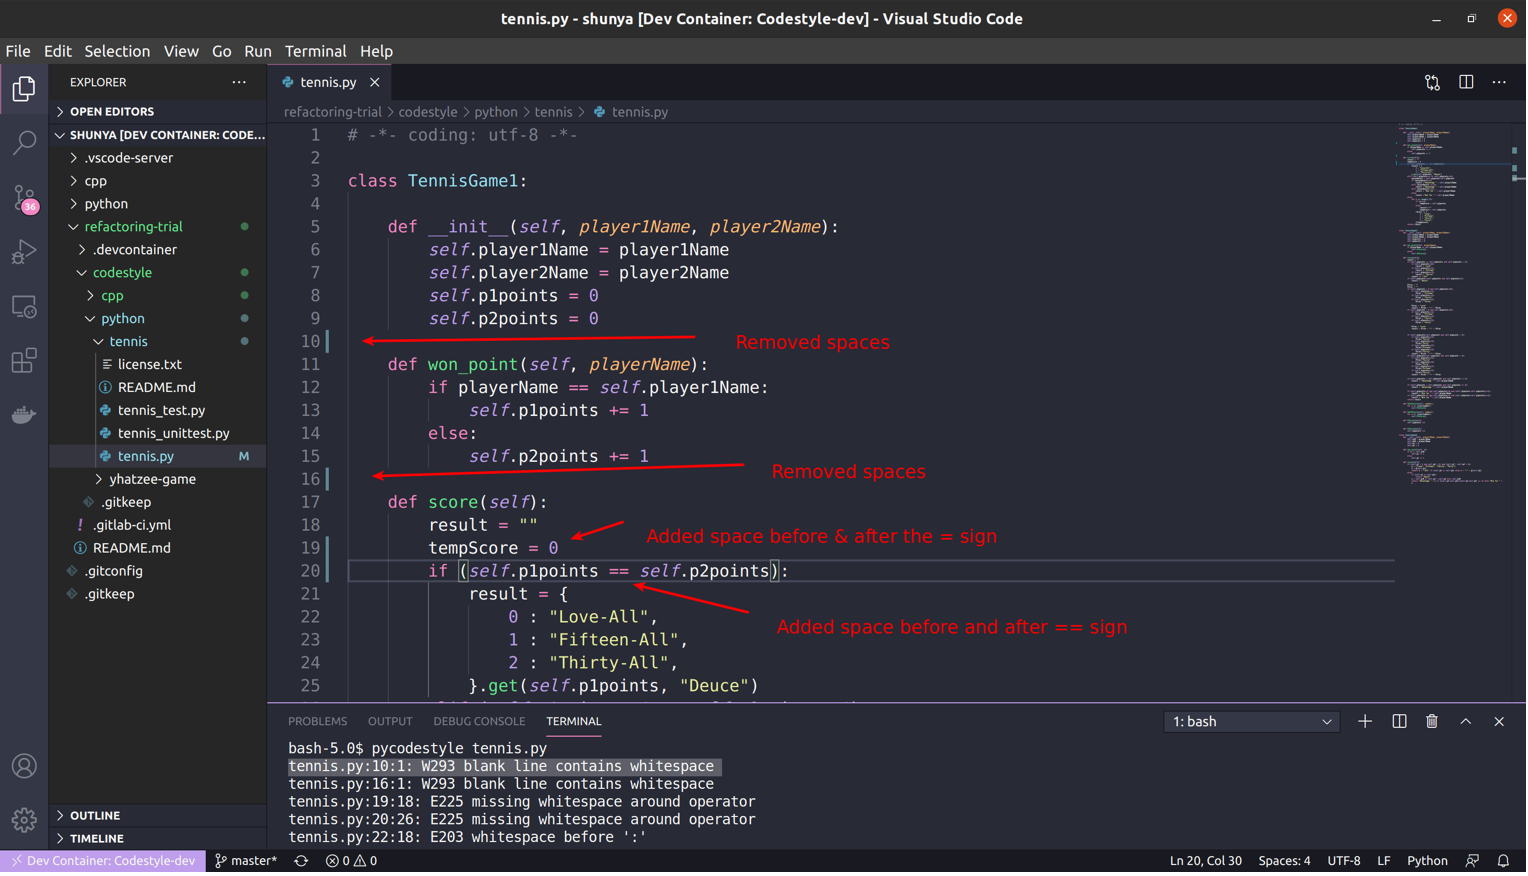 tennis.py - shunya [Dev Container: Codestyle-dev] - Visual Studio Code
File Edit Selection View Go Run Terminal Help
EXPLORER
OPEN EDITORS
SHUNYA [DEV CONTAINER: CODE...
.vscode-server
cpp
python
refactoring-trial
.devcontainer
codestyle
cpp
python
tennis
license.txt
README.md
tennis_test.py
tennis_unittest.py
tennis.py M
yhatzee-game
.gitkeep
.gitlab-ci.yml
README.md
.gitconfig
.gitkeep
OUTLINE
TIMELINE
36
tennis.py
refactoring-trial > codestyle > python > tennis > tennis.py
1 # -*- coding: utf-8 -*-
2
3 class TennisGame1:
4
5 def __init__(self, player1Name, player2Name):
6 self.player1Name = player1Name
7 self.player2Name = player2Name
8 self.p1points = 0
9 self.p2points = 0
10 Removed spaces
11 def won_point(self, playerName):
12 if playerName == self.player1Name:
13 self.p1points += 1
14 else:
15 self.p2points += 1
16 Removed spaces
17 def score(self):
18 result = ""
Added space before & after the = sign
19 tempScore = 0
20 if (self.p1points == self.p2points):
21 result = {
22 0 : "Love-All",
Added space before and after == sign
23 1 : "Fifteen-All",
24 2 : "Thirty-All",
25 }.get(self.p1points, "Deuce")
PROBLEMS OUTPUT DEBUG CONSOLE TERMINAL 1: bash
bash-5.0$ pycodestyle tennis.py
tennis.py:10:1: W293 blank line contains whitespace
tennis.py:16:1: W293 blank line contains whitespace
tennis.py:19:18: E225 missing whitespace around operator
tennis.py:20:26: E225 missing whitespace around operator
tennis.py:22:18: E203 whitespace before ':'
Dev Container: Codestyle-dev master* 0 0 Ln 20, Col 30 Spaces: 4 UTF-8 LF Python